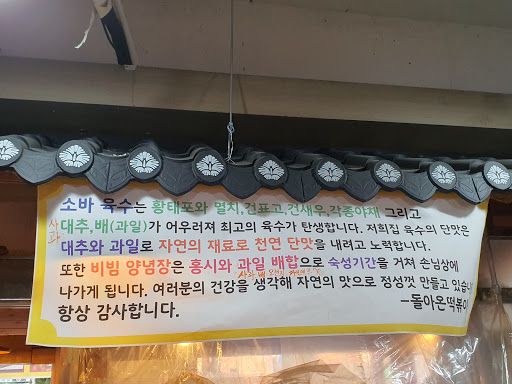 소바 육수는 황태포와 멸치,건표고,건새우,각종야채 그리고
사과 대추,배(과일)가 어우러져 최고의 육수가 탄생합니다. 저희집 육수의 단맛은
대추와 과일로 자연의 재료로 천연 단맛을 내려고 노력합니다.
또한 비빔 양념장은 홍시와 과일 배합으로 숙성기간을 거쳐 손님상에
사과 배
나가게 됩니다. 여러분의 건강을 생각해 자연의 맛으로 정성껏 만들고 있습니
항상 감사합니다. -돌아온떡볶이